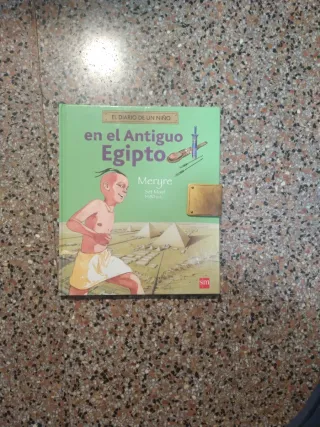 EL DIARIO DE UN NIÑO
en el Antiguo
Egipto
Meryre
sm